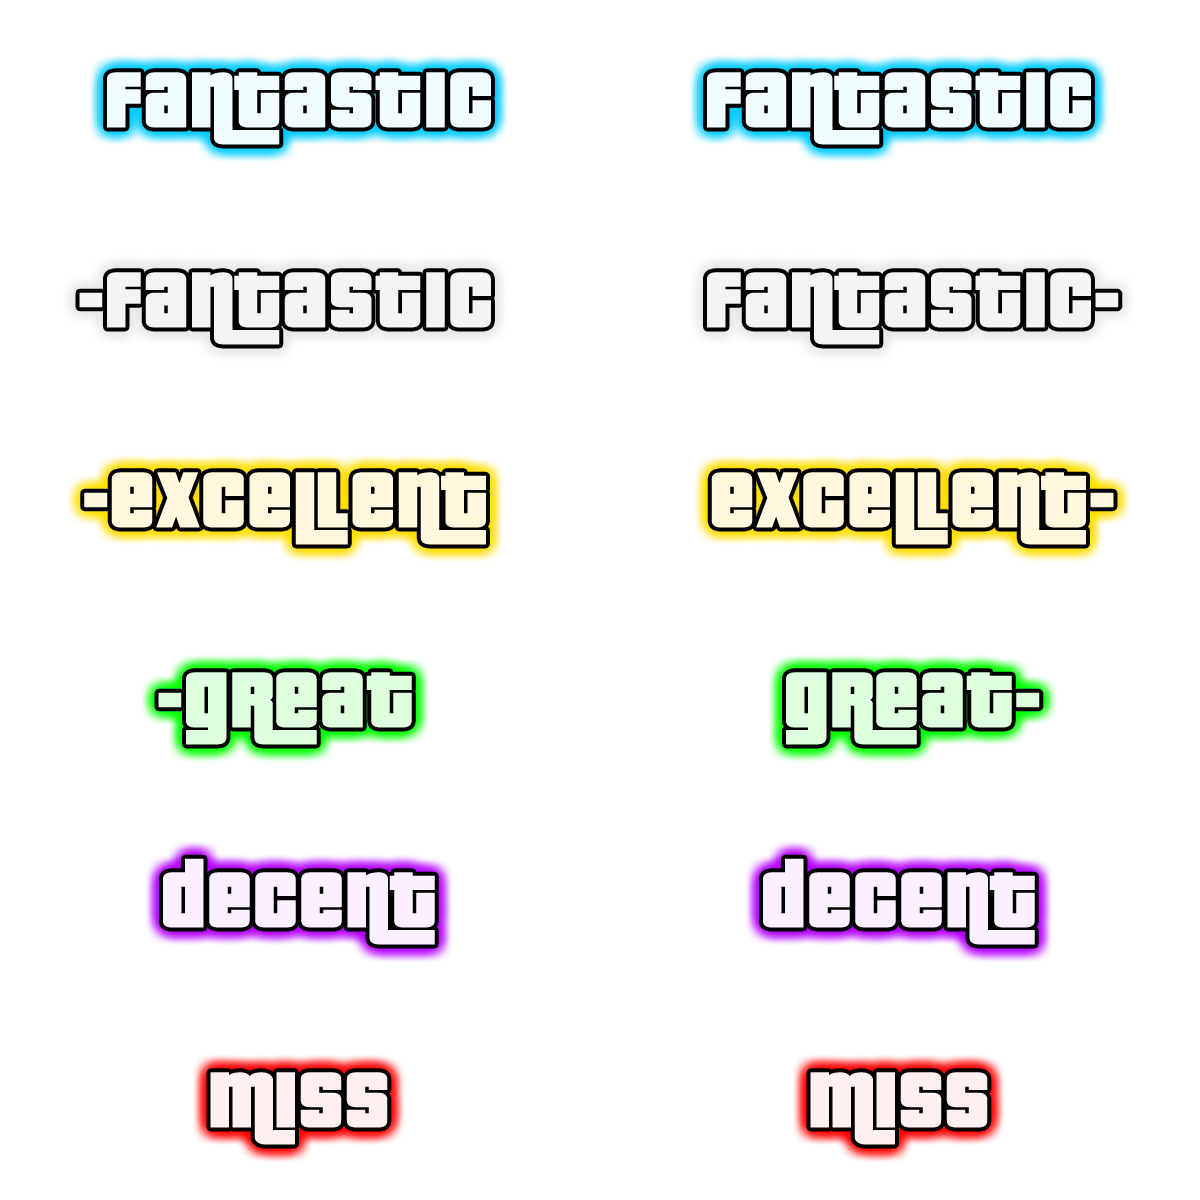 fantastic fantastic
-fantastic fantastic-
-excellent excellent-
-great great-
decent decent
miss miss